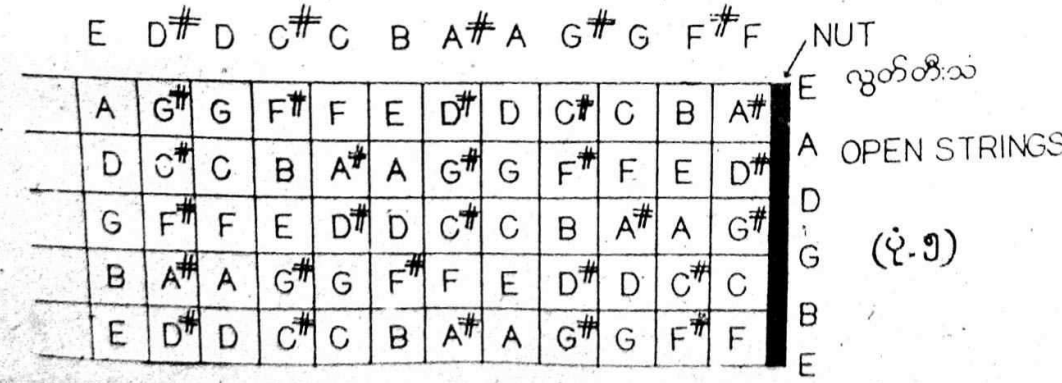 E D# D C# C B A# A G# G F# F
NUT
A G# G F# F E D# D C# C B A# E
လွတ်တီးသံ
D C# C B A# A G# G F# F E D# A
OPEN STRINGS
G F# F E D# D C# C B A# A G# D
(ပုံ-၅)
B A# A G# G F# F E D# D C# C G
E D# D C# C B A# A G# G F# F B
E